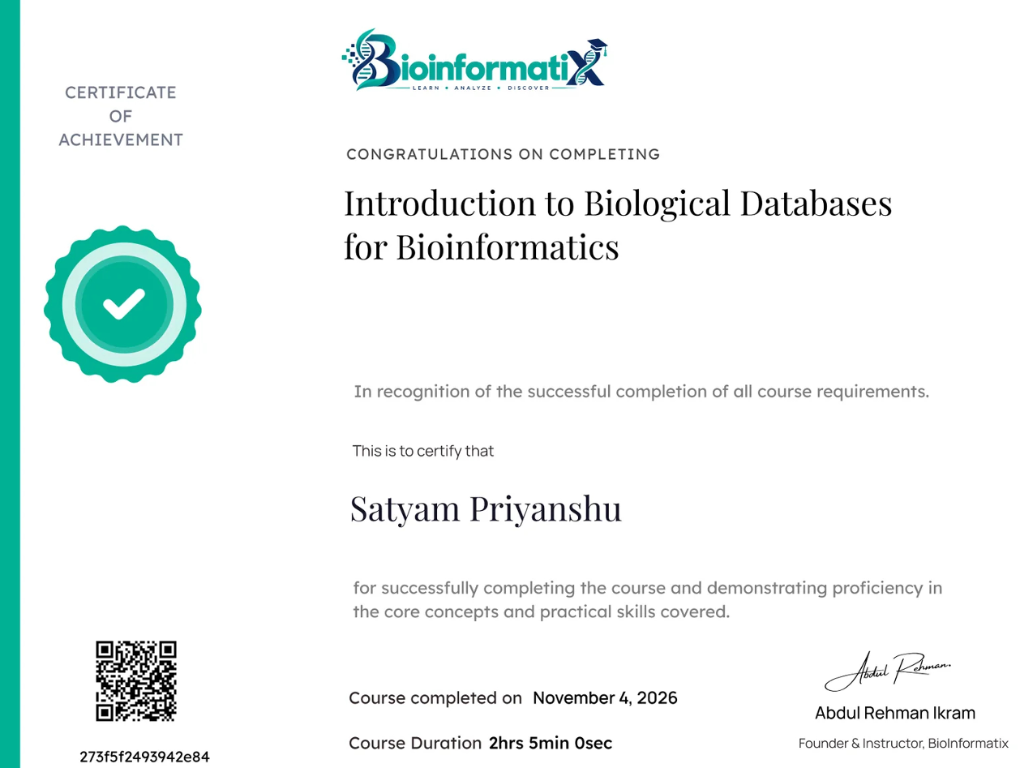 BioinformatiX
LEARN • ANALYZE • DISCOVER
CERTIFICATE
OF
ACHIEVEMENT
CONGRATULATIONS ON COMPLETING
Introduction to Biological Databases
for Bioinformatics
In recognition of the successful completion of all course requirements.
This is to certify that
Satyam Priyanshu
for successfully completing the course and demonstrating proficiency in
the core concepts and practical skills covered.
Course completed on November 4, 2026
Course Duration 2hrs 5min 0sec
273f5f2493942e84
Abdul Rehman.
Abdul Rehman Ikram
Founder & Instructor, BioInformatix